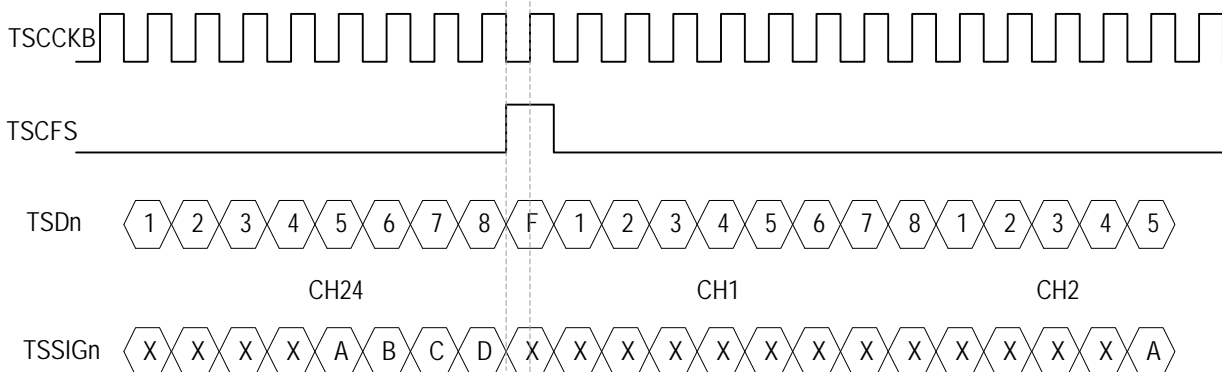 TSCCKB
TSCFS
TSDn 1 2 3 4 5 6 7 8 F 1 2 3 4 5 6 7 8 1 2 3 4 5
CH24 CH1 CH2
TSSIGn X X X X A B C D X X X X X X X X X X X X X A